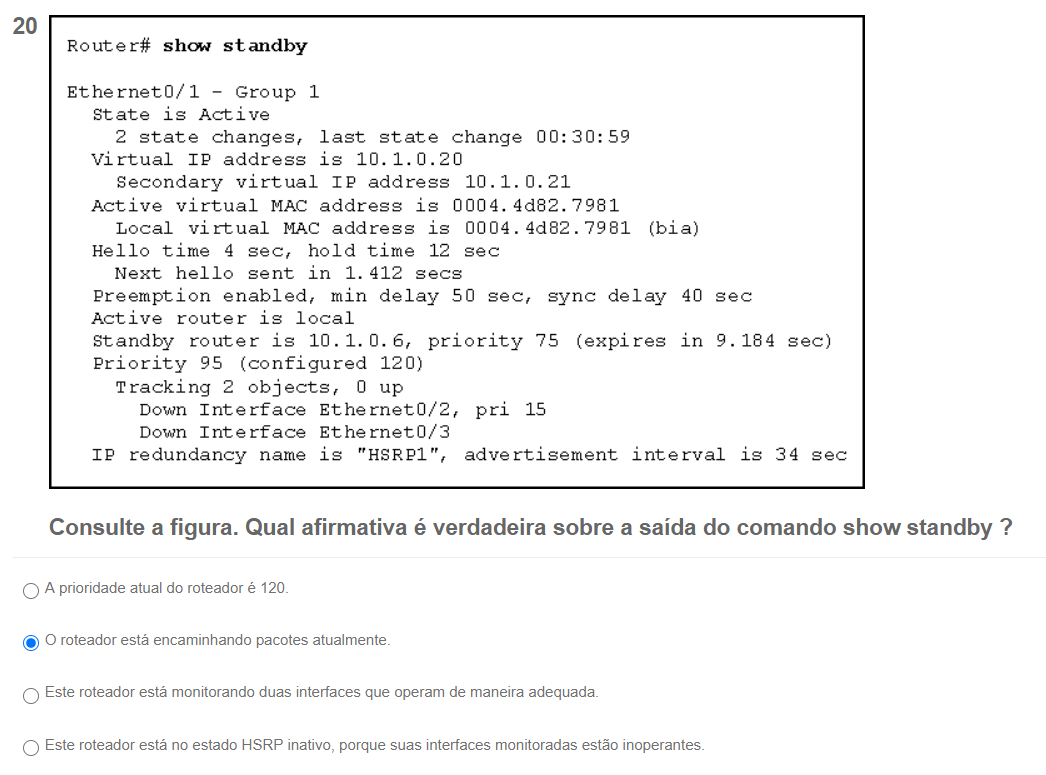 20
Router# show standby
Ethernet0/1 - Group 1
State is Active
2 state changes, last state change 00:30:59
Virtual IP address is 10.1.0.20
Secondary virtual IP address 10.1.0.21
Active virtual MAC address is 0004.4d82.7981
Local virtual MAC address is 0004.4d82.7981 (bia)
Hello time 4 sec, hold time 12 sec
Next hello sent in 1.412 secs
Preemption enabled, min delay 50 sec, sync delay 40 sec
Active router is local
Standby router is 10.1.0.6, priority 75 (expires in 9.184 sec)
Priority 95 (configured 120)
Tracking 2 objects, 0 up
Down Interface Ethernet0/2, pri 15
Down Interface Ethernet0/3
IP redundancy name is "HSRP1", advertisement interval is 34 sec
Consulte a figura. Qual afirmativa é verdadeira sobre a saída do comando show standby ?
A prioridade atual do roteador é 120.
O roteador está encaminhando pacotes atualmente.
Este roteador está monitorando duas interfaces que operam de maneira adequada.
Este roteador está no estado HSRP inativo, porque suas interfaces monitoradas estão inoperantes.